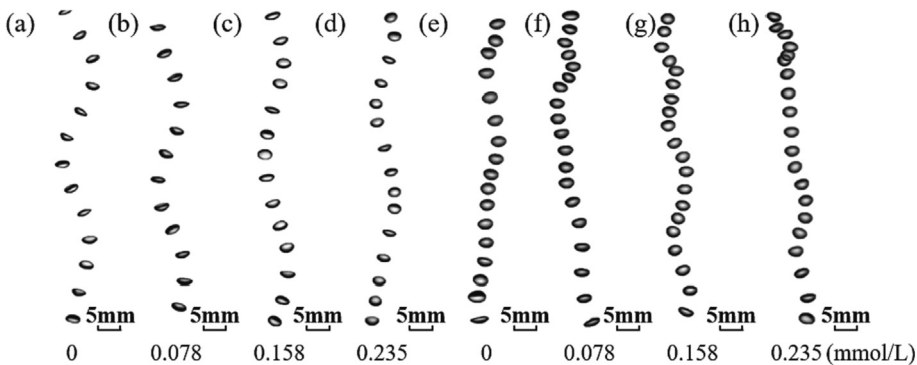 (a) (b) (c) (d) (e) (f) (g) (h)
5mm 5mm 5mm 5mm 5mm 5mm 5mm 5mm
0 0.078 0.158 0.235 0 0.078 0.158 0.235 (mmol/L)